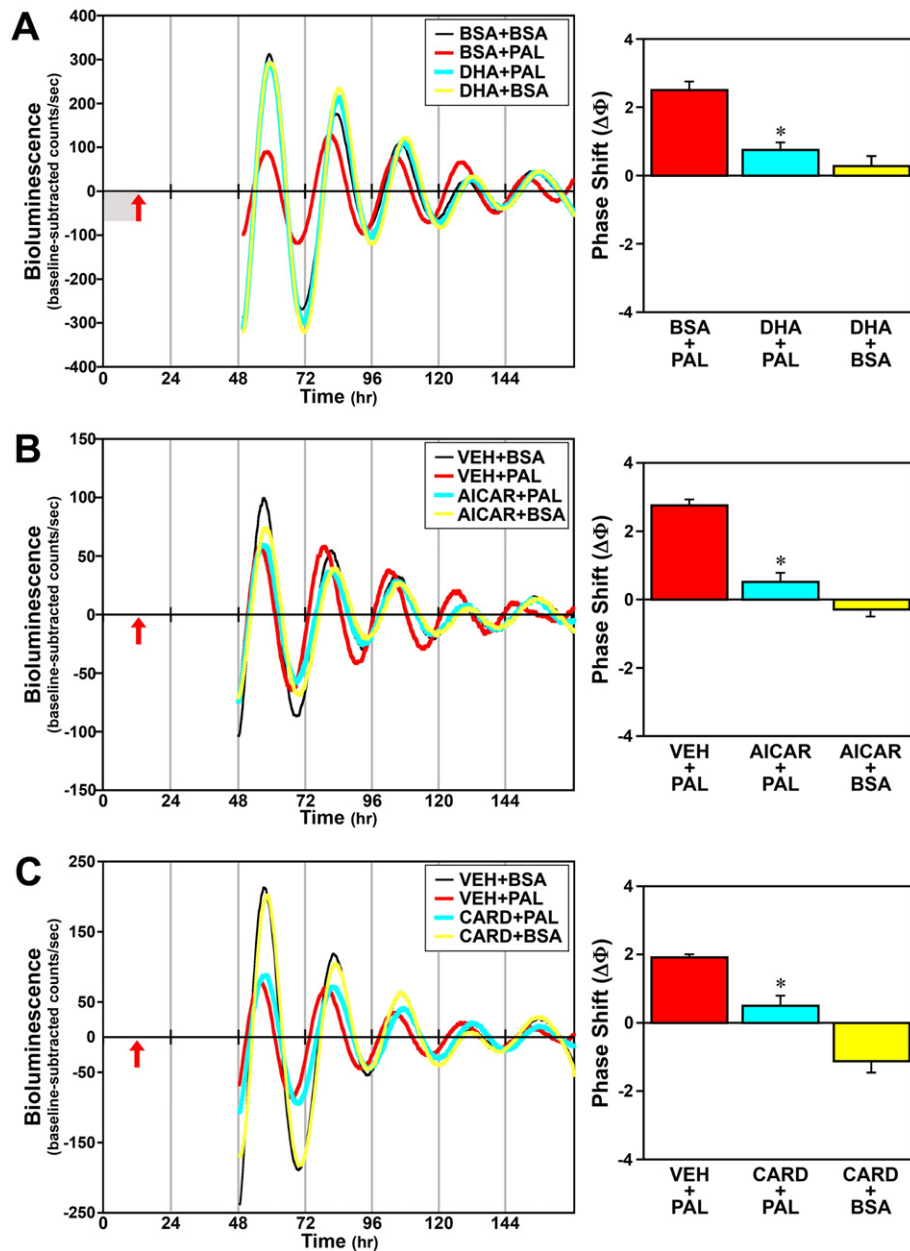 A
Bioluminescence
(baseline-subtracted counts/sec)
400
300
200
100
0
-100
-200
-300
-400
0 24 48 72 96 120 144
Time (hr)
BSA+BSA
BSA+PAL
DHA+PAL
DHA+BSA
Phase Shift (ΔΦ)
4
2
0
-2
-4
*
BSA DHA DHA
+ + +
PAL PAL BSA
B
Bioluminescence
(baseline-subtracted counts/sec)
150
100
50
0
-50
-100
-150
0 24 48 72 96 120 144
Time (hr)
VEH+BSA
VEH+PAL
AICAR+PAL
AICAR+BSA
Phase Shift (ΔΦ)
4
2
0
-2
-4
*
VEH AICAR AICAR
+ + +
PAL PAL BSA
C
Bioluminescence
(baseline-subtracted counts/sec)
250
150
50
0
-50
-150
-250
0 24 48 72 96 120 144
Time (hr)
VEH+BSA
VEH+PAL
CARD+PAL
CARD+BSA
Phase Shift (ΔΦ)
4
2
0
-2
-4
*
VEH CARD CARD
+ + +
PAL PAL BSA